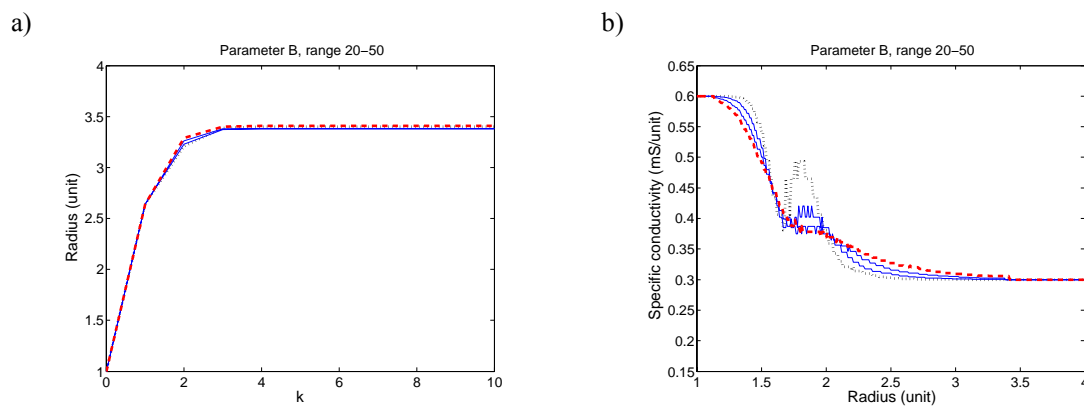 a)
Parameter B, range 20–50
4
3.5
3
2.5
2
1.5
1
0 2 4 6 8 10
k
Radius (unit)
b)
Parameter B, range 20–50
0.65
0.6
0.55
0.5
0.45
0.4
0.35
0.3
0.25
0.2
0.15
1 1.5 2 2.5 3 3.5 4
Radius (unit)
Specific conductivity (mS/unit)